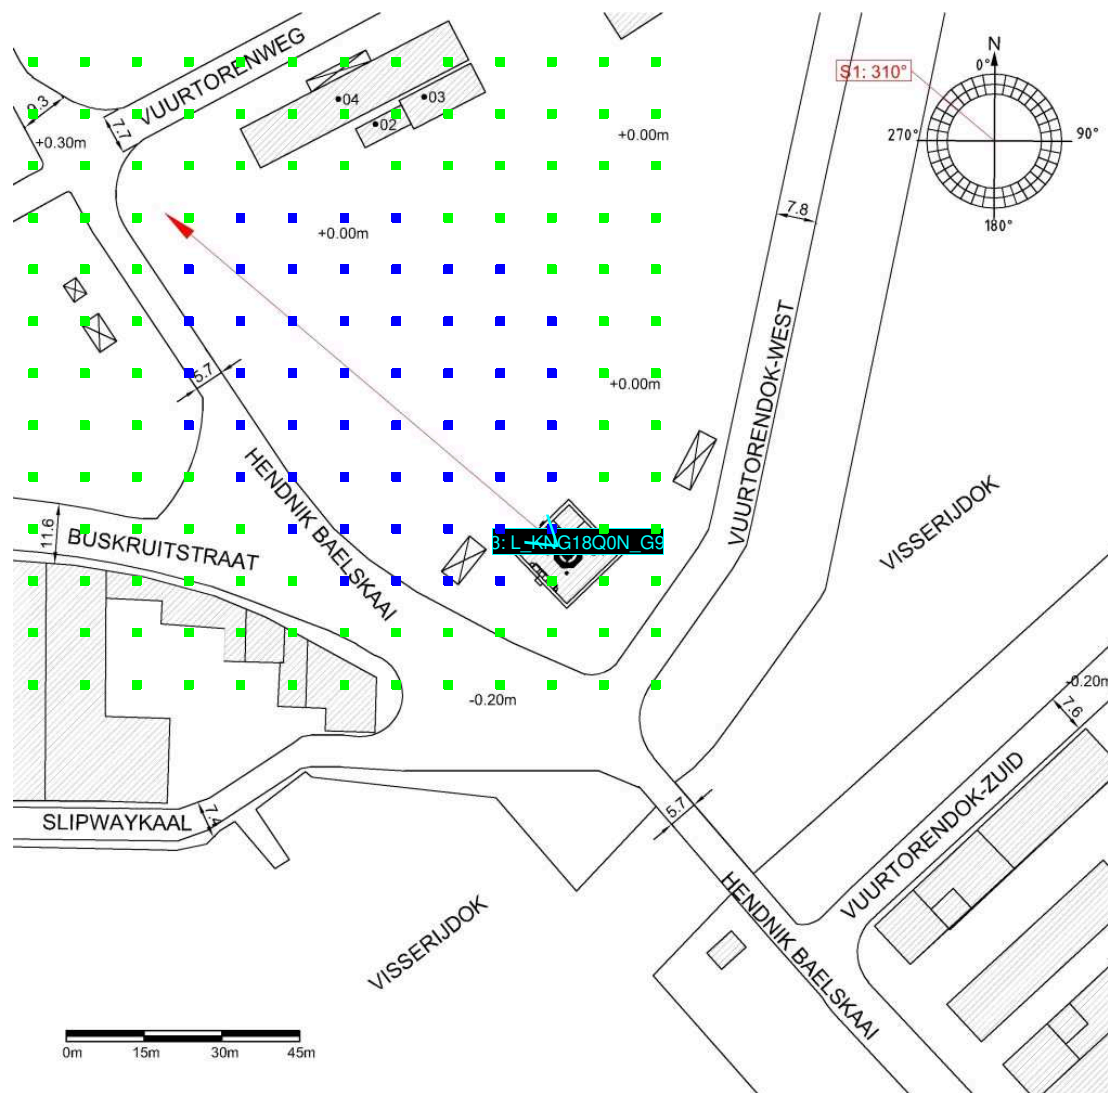 VUURTORENWEG
N
0°
S1: 310°
9.3
7.7
04
03
02
+0.30m
+0.00m
270°
90°
180°
7.8
+0.00m
VUURTORENDOK-WEST
5.7
+0.00m
HENDNIK BAELSKAAI
VISSERIJDOK
11.6
BUSKRUITSTRAAT
3: L_KNG18Q0N_G9
-0.20m
-0.20m
7.6
VUURTORENDOK-ZUID
5.7
SLIPWAYKAAL
7.4
HENDNIK BAELSKAAI
VISSERIJDOK
0m 15m 30m 45m